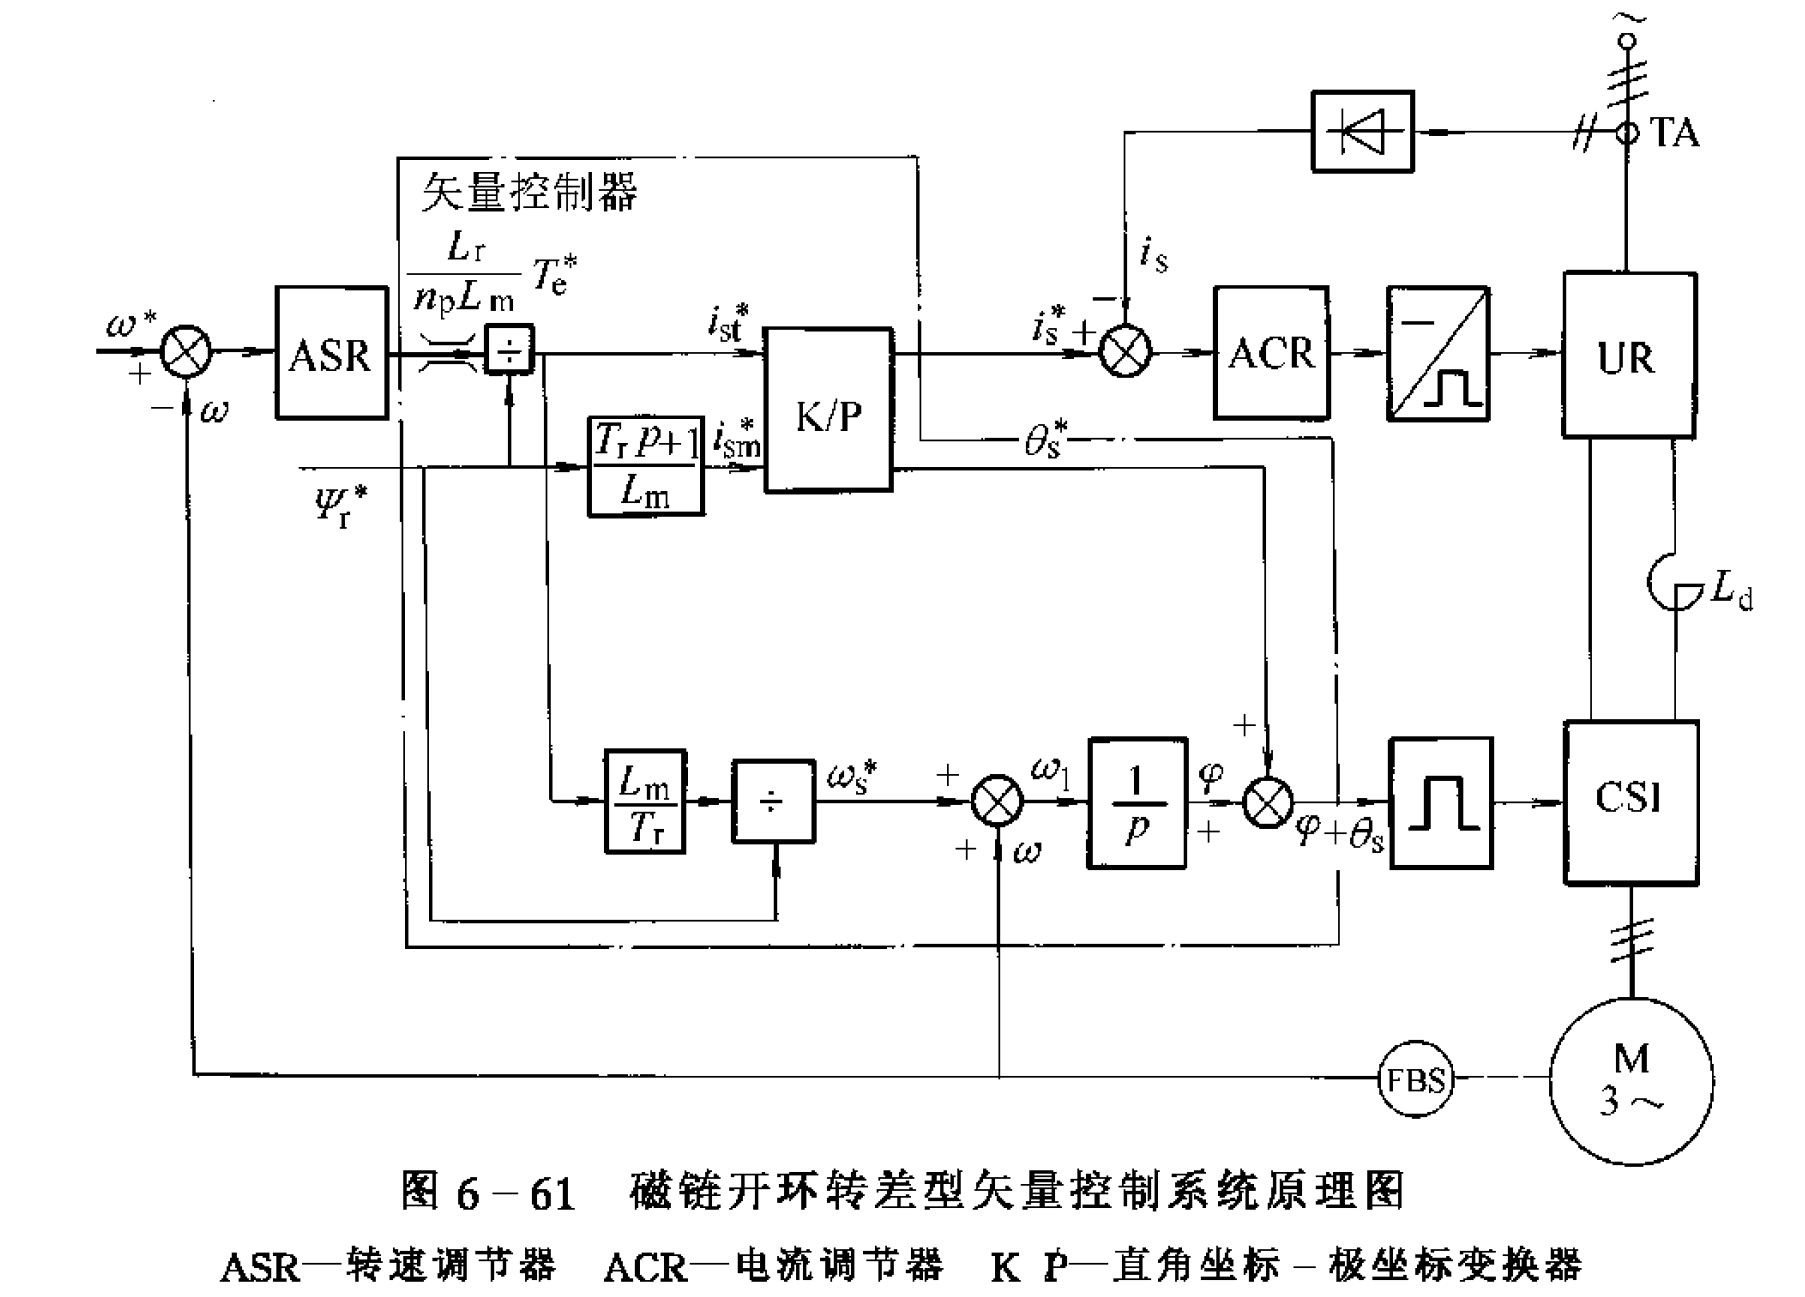 ~
TA
矢量控制器
Lr
npLm
Te*
is
ω*
+
−
ω
ASR
÷
ist*
K/P
is*
+
−
ACR
UR
Ψr*
Tr p+1
Lm
ism*
θs*
Ld
Lm
Tr
÷
ωs*
+
+
ω
ω1
1
p
φ
+
+
φ+θs
CSI
M
3~
FBS
图 6-61 磁链开环转差型矢量控制系统原理图
ASR—转速调节器 ACR—电流调节器 K P—直角坐标-极坐标变换器